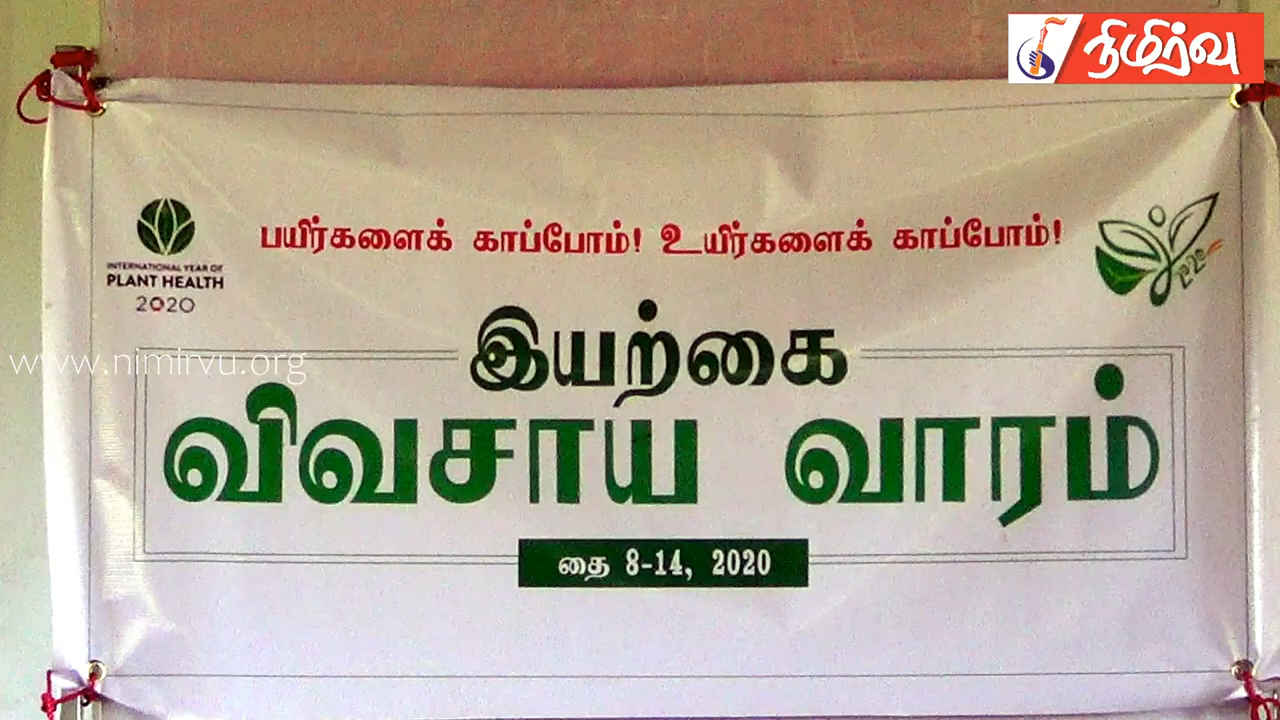 நிமிர்வு
பயிர்களைக் காப்போம்! உயிர்களைக் காப்போம்!
INTERNATIONAL YEAR OF
PLANT HEALTH
2020
இயற்கை
www.nimirvu.org
விவசாய வாரம்
தை 8-14, 2020